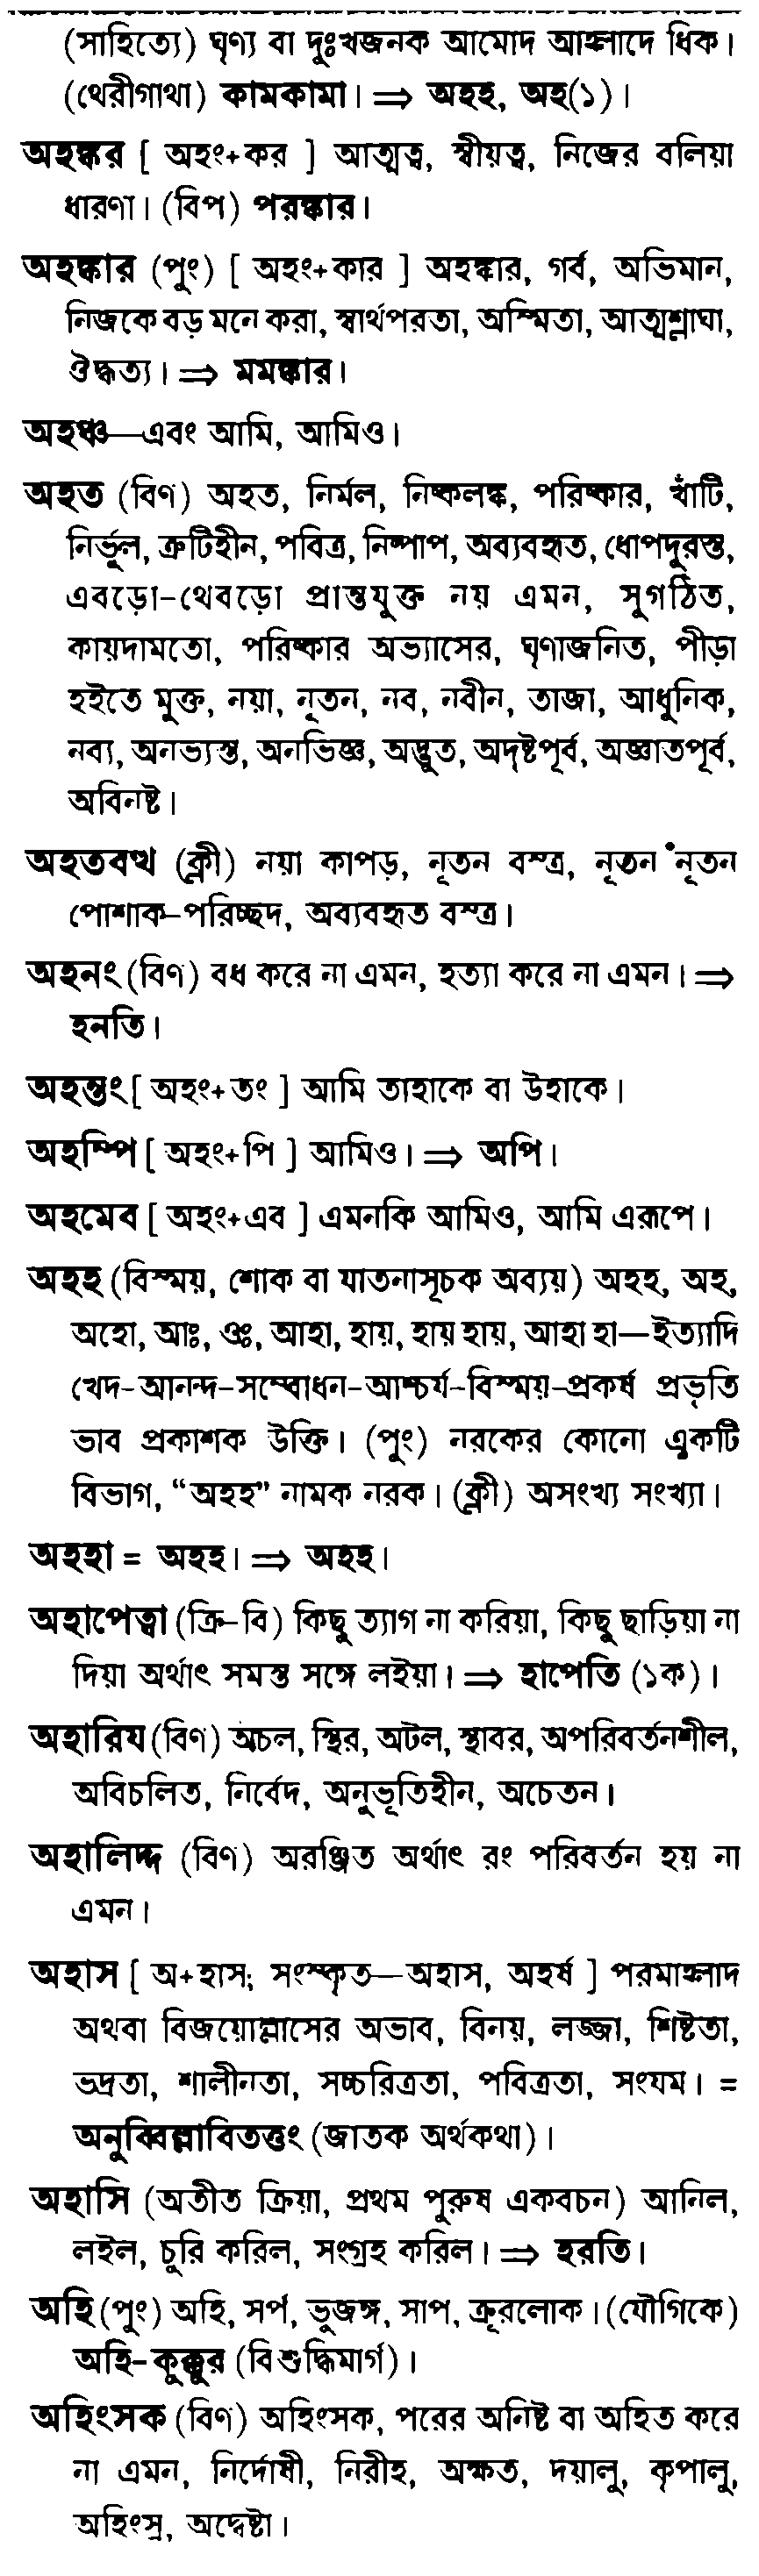 (সাহিত্যে) ঘৃণ্য বা দুঃখজনক আমোদ আহ্লাদে ধিক।
(থেরীগাথা) কামকামা। ⇒ অহহ, অহ(১)।
অহঙ্কর [ অহং+কর ] আত্মত্ব, স্বীয়ত্ব, নিজের বলিয়া
ধারণা। (বিপ) পরঙ্কার।
অহঙ্কার (পুং) [ অহং+কার ] অহঙ্কার, গর্ব, অভিমান,
নিজকে বড় মনে করা, স্বার্থপরতা, অস্মিতা, আত্মশ্লাঘা,
ঔদ্ধত্য। ⇒ মমঙ্কার।
অহঞ্চ—এবং আমি, আমিও।
অহত (বিণ) অহত, নির্মল, নিষ্কলঙ্ক, পরিষ্কার, খাঁটি,
নির্ভুল, ত্রুটিহীন, পবিত্র, নিষ্পাপ, অব্যবহৃত, ধোপদুরস্ত,
এবড়ো-থেবড়ো প্রান্তযুক্ত নয় এমন, সুগঠিত,
কায়দামতো, পরিষ্কার অভ্যাসের, ঘৃণাজনিত, পীড়া
হইতে মুক্ত, নয়া, নূতন, নব, নবীন, তাজা, আধুনিক,
নব্য, অনভ্যস্ত, অনভিজ্ঞ, অদ্ভুত, অদৃষ্টপূর্ব, অজ্ঞাতপূর্ব,
অবিনষ্ট।
অহতবত্থ (ক্লী) নয়া কাপড়, নূতন বস্ত্র, নূতন নূতন
পোশাক-পরিচ্ছদ, অব্যবহৃত বস্ত্র।
অহনং (বিণ) বধ করে না এমন, হত্যা করে না এমন। ⇒
হনতি।
অহন্তং [ অহং+তং ] আমি তাহাকে বা উহাকে।
অহম্পি [ অহং+পি ] আমিও। ⇒ অপি।
অহমেব [ অহং+এব ] এমনকি আমিও, আমি এরূপে।
অহহ (বিস্ময়, শোক বা যাতনাসূচক অব্যয়) অহহ, অহ,
অহো, আঃ, ওঃ, আহা, হায়, হায় হায়, আহা হা—ইত্যাদি
খেদ-আনন্দ-সম্বোধন-আশ্চর্য-বিস্ময়-প্রকর্ষ প্রভৃতি
ভাব প্রকাশক উক্তি। (পুং) নরকের কোনো একটি
বিভাগ, “অহহ” নামক নরক। (ক্লী) অসংখ্য সংখ্যা।
অহহা = অহহ। ⇒ অহহ।
অহাপেত্বা (ক্রি-বি) কিছু ত্যাগ না করিয়া, কিছু ছাড়িয়া না
দিয়া অর্থাৎ সমস্ত সঙ্গে লইয়া। ⇒ হাপেতি (১ক)।
অহারিয (বিণ) অচল, স্থির, অটল, স্থাবর, অপরিবর্তনশীল,
অবিচলিত, নির্বেদ, অনুভূতিহীন, অচেতন।
অহালিদ্দ (বিণ) অরঞ্জিত অর্থাৎ রং পরিবর্তন হয় না
এমন।
অহাস [ অ+হাস; সংস্কৃত—অহাস, অহর্ষ ] পরমাহ্লাদ
অথবা বিজয়োল্লাসের অভাব, বিনয়, লজ্জা, শিষ্টতা,
ভদ্রতা, শালীনতা, সচ্চরিত্রতা, পবিত্রতা, সংযম। =
অনুব্বিল্লাবিতত্তং (জাতক অর্থকথা)।
অহাসি (অতীত ক্রিয়া, প্রথম পুরুষ একবচন) আনিল,
লইল, চুরি করিল, সংগ্রহ করিল। ⇒ হরতি।
অহি (পুং) অহি, সর্প, ভুজঙ্গ, সাপ, ক্রূরলোক। (যৌগিকে)
অহি-কুক্কুর (বিশুদ্ধিমার্গ)।
অহিংসক (বিণ) অহিংসক, পরের অনিষ্ট বা অহিত করে
না এমন, নির্দোষী, নিরীহ, অক্ষত, দয়ালু, কৃপালু,
অহিংস্র, অদ্বেষ্টা।